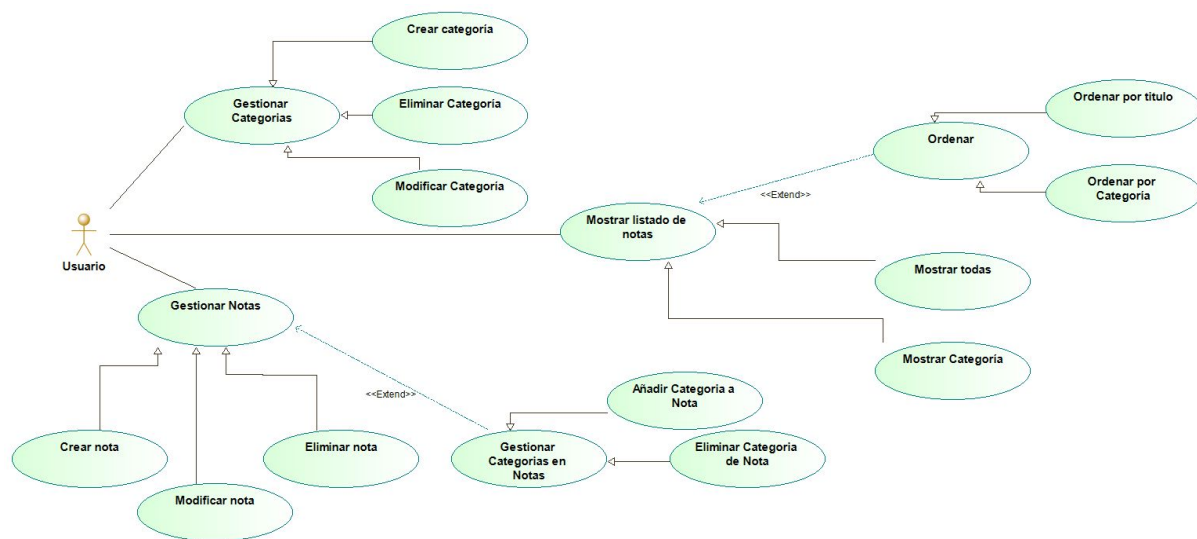 Crear categoría
Gestionar
Categorias
Eliminar Categoría
Modificar Categoría
Ordenar por titulo
Ordenar
Ordenar por
Categoría
<<Extend>>
Mostrar listado de
notas
Usuario
Mostrar todas
Gestionar Notas
Mostrar Categoría
<<Extend>>
Añadir Categoria a
Nota
Crear nota
Eliminar nota
Gestionar
Categorias en
Notas
Eliminar Categoria
de Nota
Modificar nota